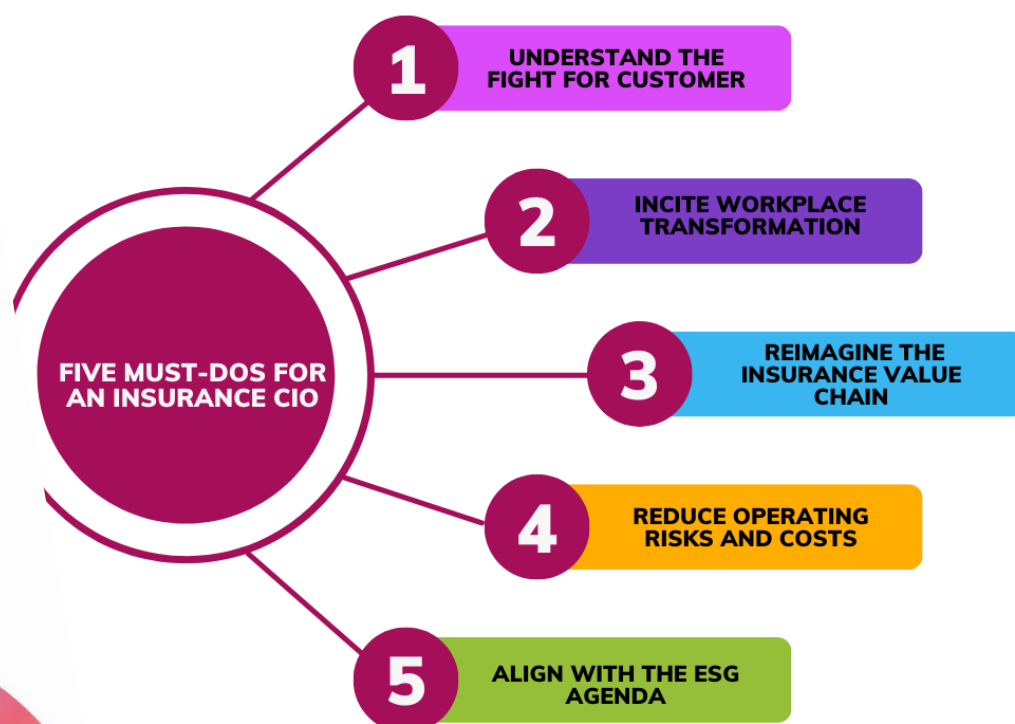 1
UNDERSTAND THE
FIGHT FOR CUSTOMER
2
INCITE WORKPLACE
TRANSFORMATION
FIVE MUST-DOS FOR
AN INSURANCE CIO
3
REIMAGINE THE
INSURANCE VALUE
CHAIN
4
REDUCE OPERATING
RISKS AND COSTS
5
ALIGN WITH THE ESG
AGENDA